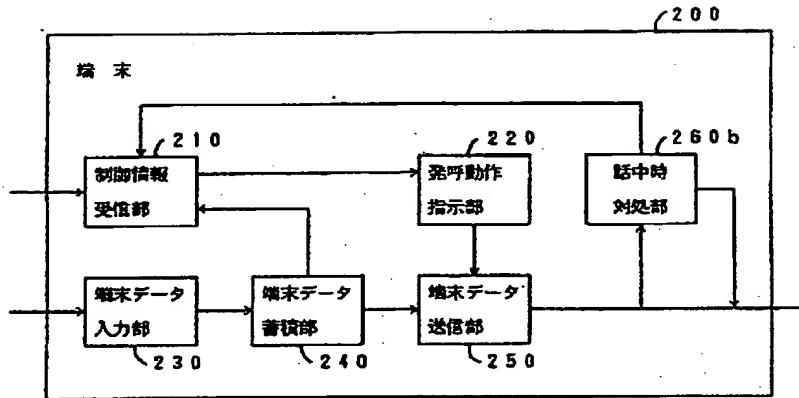 200
端末
210
220
260b
制御情報
受信部
発呼動作
指示部
話中時
対処部
端末データ
入力部
端末データ
蓄積部
端末データ
送信部
230
240
250